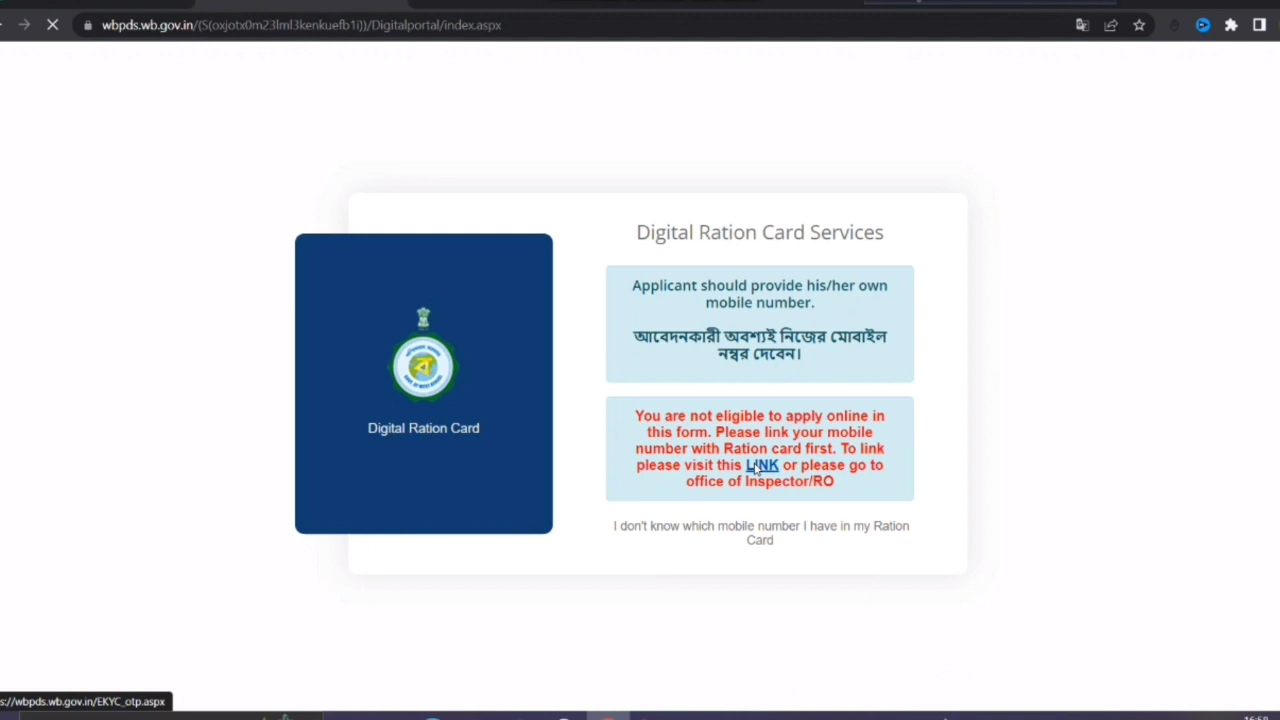 wbpds.wb.gov.in/(S(oxjotx0m23lml3kenkuefb1i))/Digitalportal/index.aspx
Digital Ration Card Services
Applicant should provide his/her own
mobile number.
আবেদনকারী অবশ্যই নিজের মোবাইল
নম্বর দেবেন।
Digital Ration Card
You are not eligible to apply online in
this form. Please link your mobile
number with Ration card first. To link
please visit this LINK or please go to
office of Inspector/RO
I don't know which mobile number I have in my Ration
Card
s://wbpds.wb.gov.in/EKYC_otp.aspx